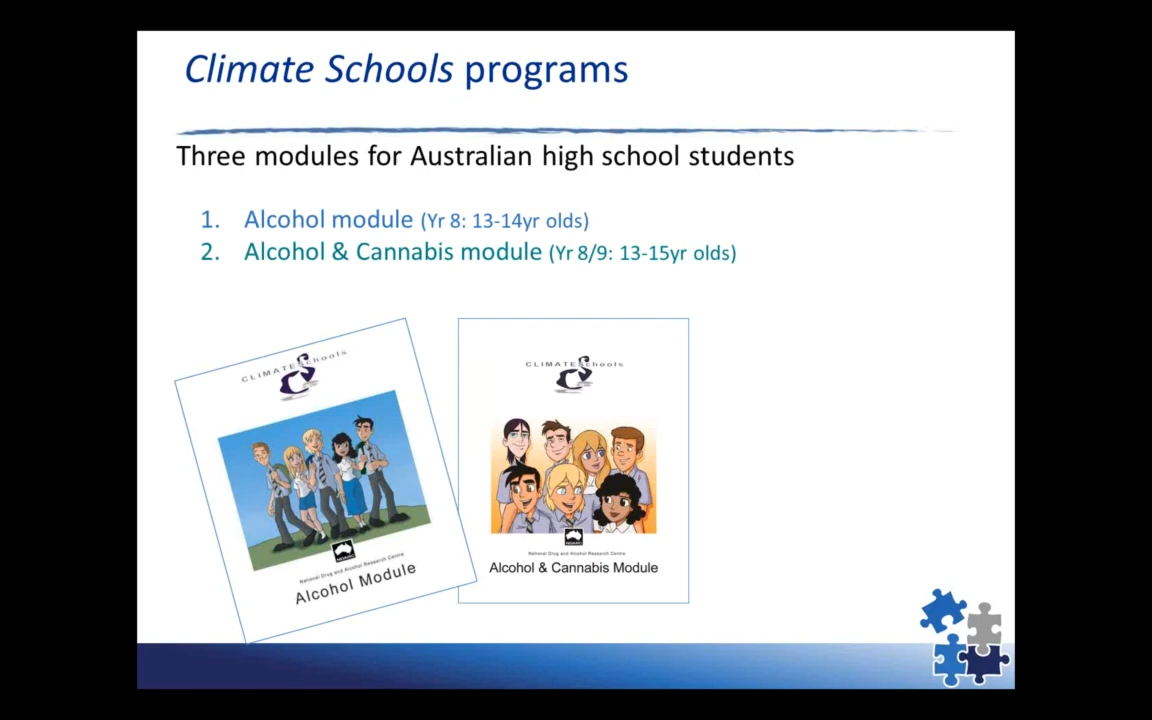 Climate Schools programs
Three modules for Australian high school students
1. Alcohol module (Yr 8: 13-14yr olds)
2. Alcohol & Cannabis module (Yr 8/9: 13-15yr olds)
CLIMATE Schools
National Drug and Alcohol Research Centre
Alcohol Module
CLIMATE Schools
National Drug and Alcohol Research Centre
Alcohol & Cannabis Module